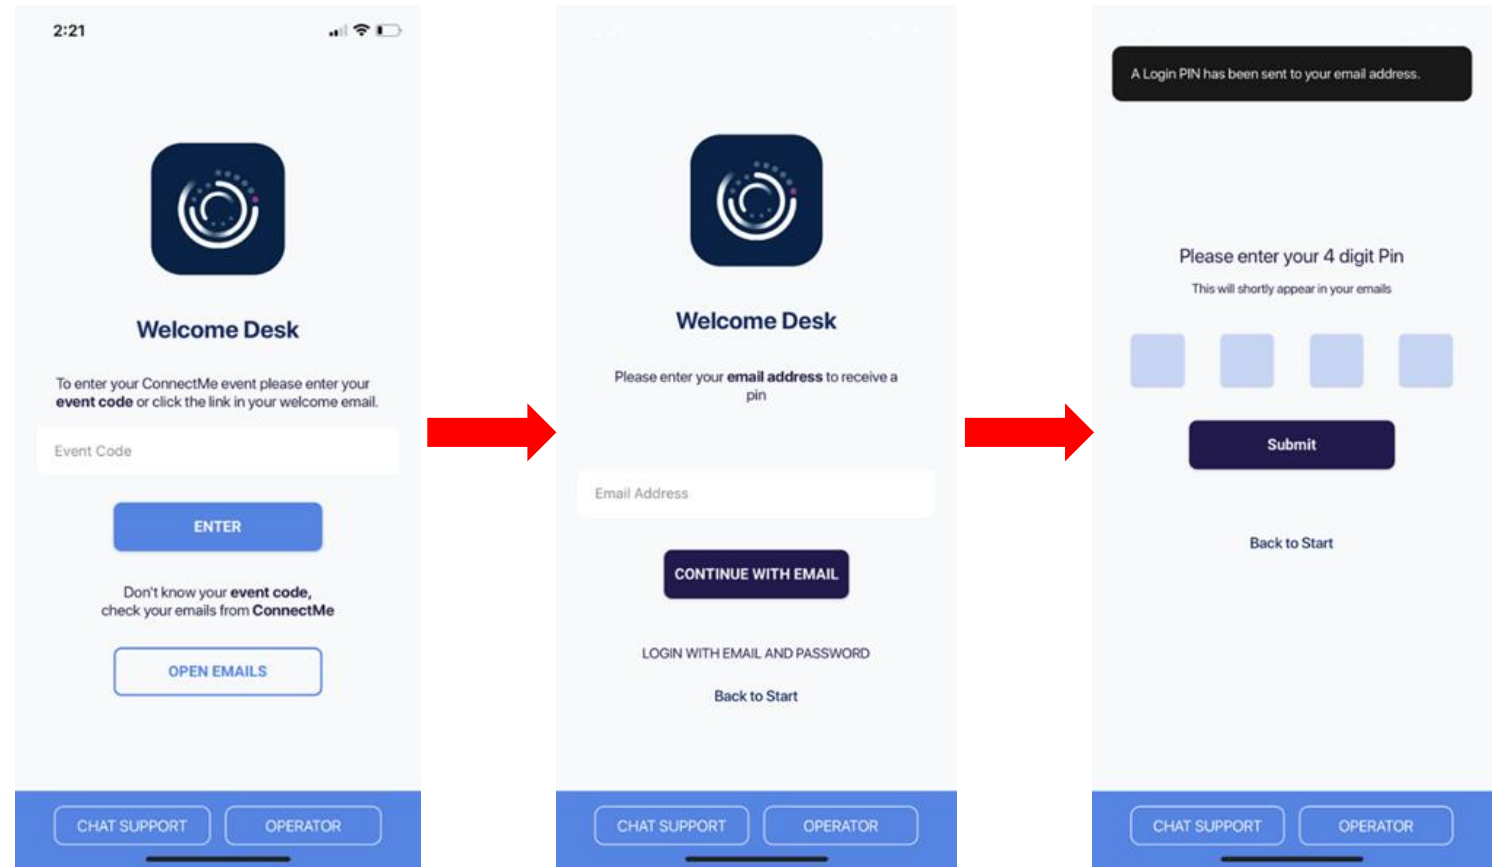 2:21
Welcome Desk
To enter your ConnectMe event please enter your
event code or click the link in your welcome email.
Event Code
ENTER
Don't know your event code,
check your emails from ConnectMe
OPEN EMAILS
CHAT SUPPORT
OPERATOR
Welcome Desk
Please enter your email address to receive a
pin
Email Address
CONTINUE WITH EMAIL
LOGIN WITH EMAIL AND PASSWORD
Back to Start
CHAT SUPPORT
OPERATOR
A Login PIN has been sent to your email address.
Please enter your 4 digit Pin
This will shortly appear in your emails
Submit
Back to Start
CHAT SUPPORT
OPERATOR